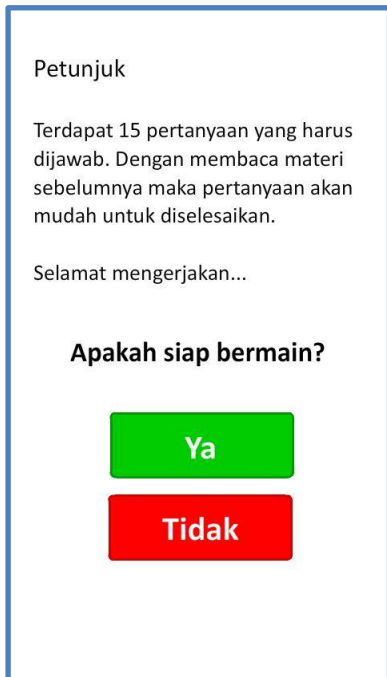 Petunjuk
Terdapat 15 pertanyaan yang harus
dijawab. Dengan membaca materi
sebelumnya maka pertanyaan akan
mudah untuk diselesaikan.
Selamat mengerjakan...
Apakah siap bermain?
Ya
Tidak